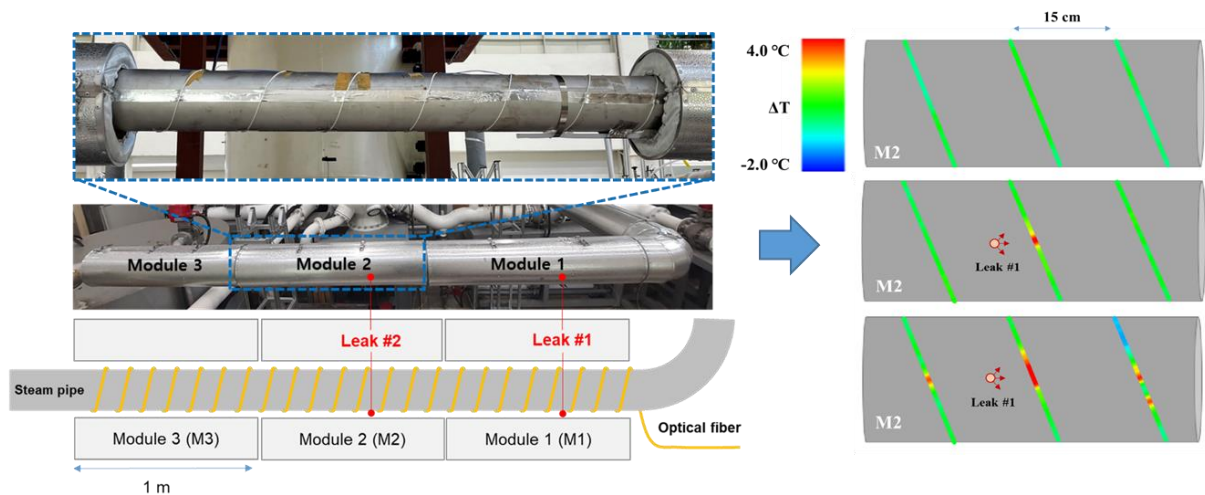 Module 3
Module 2
Module 1
Leak #2
Leak #1
Steam pipe
Module 3 (M3)
Module 2 (M2)
Module 1 (M1)
Optical fiber
1 m
15 cm
4.0 ℃
ΔT
-2.0 ℃
M2
Leak #1
M2
Leak #1
M2